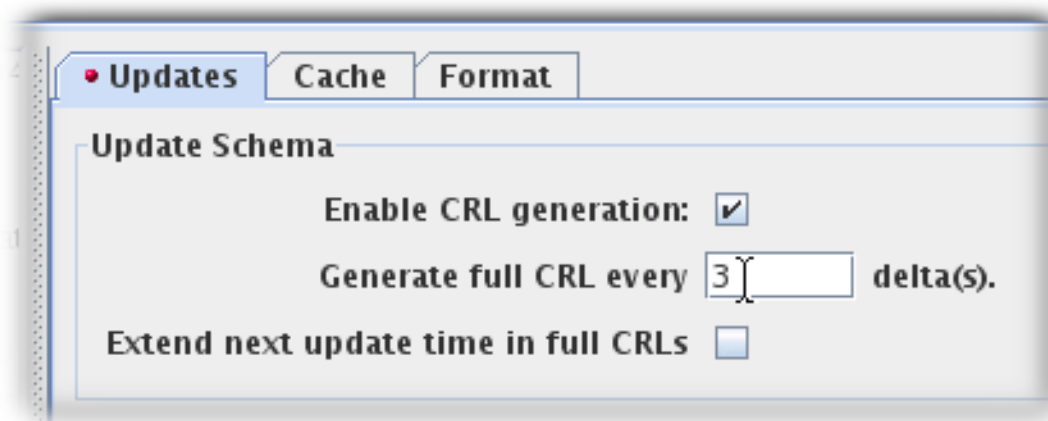 Updates Cache Format
Update Schema
Enable CRL generation:
Generate full CRL every 3 delta(s).
Extend next update time in full CRLs